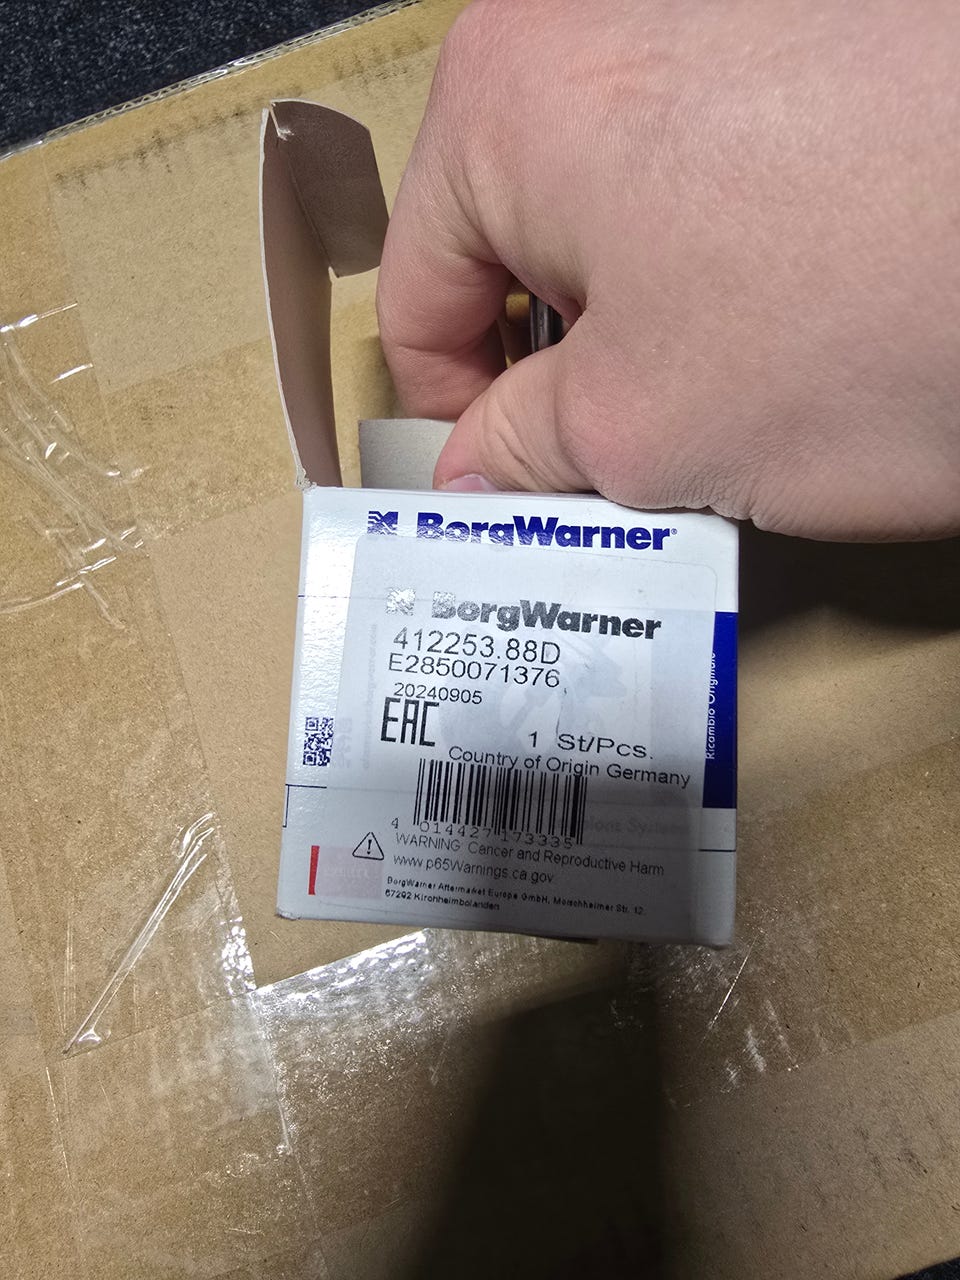 BorgWarner
BorgWarner
412253.88D
E2850071376
20240905
EAC
1 St/Pcs.
Country of Origin Germany
4 014427 173335
WARNING Cancer and Reproductive Harm
www.p65Warnings.ca.gov
BorgWarner Aftermarket Europe GmbH, Morschheimer Str. 12,
67292 Kirchheimbolanden
Ricambio Originale